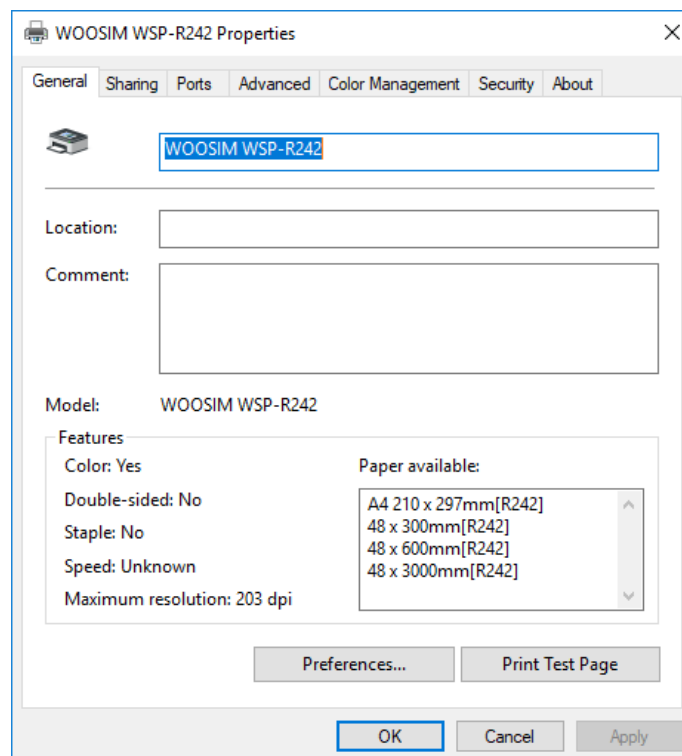 WOOSIM WSP-R242 Properties
General Sharing Ports Advanced Color Management Security About
WOOSIM WSP-R242
Location:
Comment:
Model: WOOSIM WSP-R242
Features
Color: Yes
Double-sided: No
Staple: No
Speed: Unknown
Maximum resolution: 203 dpi
Paper available:
A4 210 x 297mm[R242]
48 x 300mm[R242]
48 x 600mm[R242]
48 x 3000mm[R242]
Preferences... Print Test Page
OK Cancel Apply